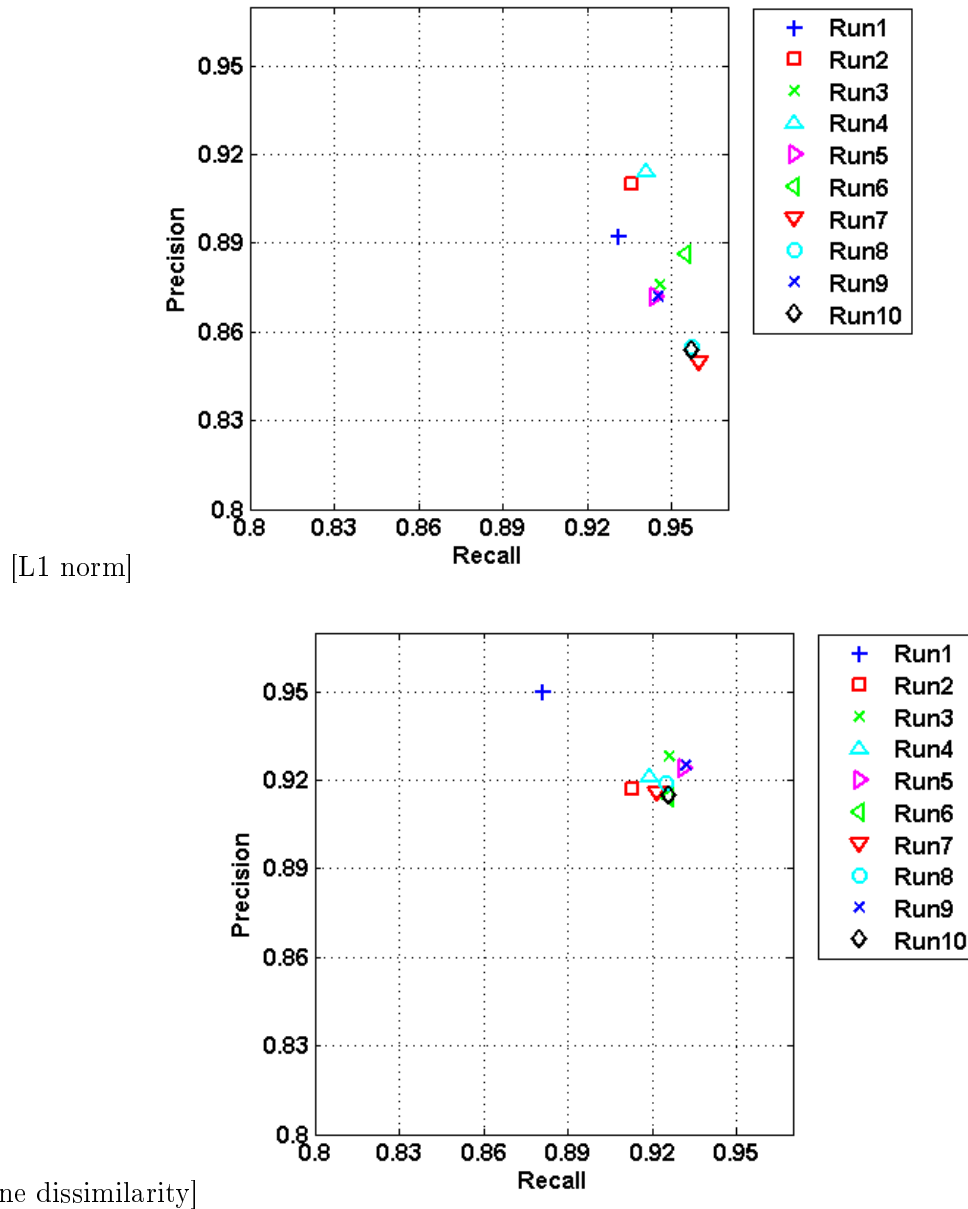 0.95
0.92
0.89
0.86
0.83
0.8
Precision
0.8 0.83 0.86 0.89 0.92 0.95
Recall
Run1
Run2
Run3
Run4
Run5
Run6
Run7
Run8
Run9
Run10
[L1 norm]
0.95
0.92
0.89
0.86
0.83
0.8
Precision
0.8 0.83 0.86 0.89 0.92 0.95
Recall
Run1
Run2
Run3
Run4
Run5
Run6
Run7
Run8
Run9
Run10
ne dissimilarity]